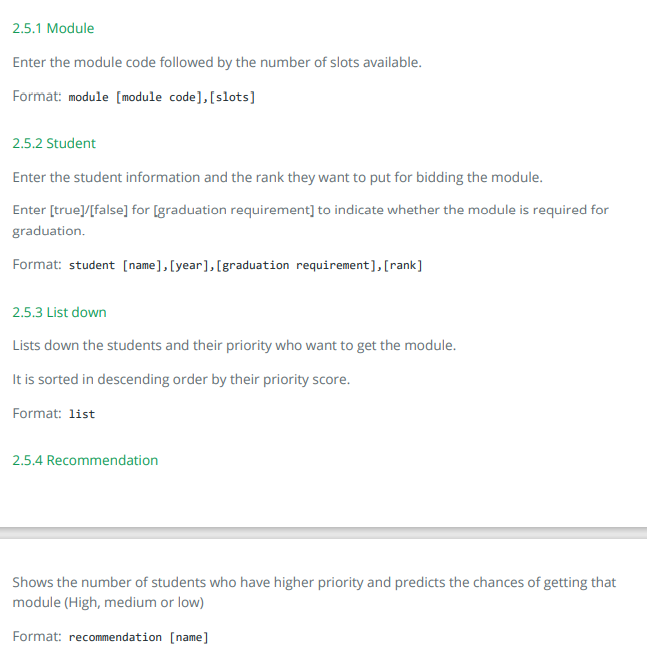 2.5.1 Module
Enter the module code followed by the number of slots available.
Format: module [module code],[slots]
2.5.2 Student
Enter the student information and the rank they want to put for bidding the module.
Enter [true]/[false] for [graduation requirement] to indicate whether the module is required for
graduation.
Format: student [name],[year],[graduation requirement],[rank]
2.5.3 List down
Lists down the students and their priority who want to get the module.
It is sorted in descending order by their priority score.
Format: list
2.5.4 Recommendation
Shows the number of students who have higher priority and predicts the chances of getting that
module (High, medium or low)
Format: recommendation [name]